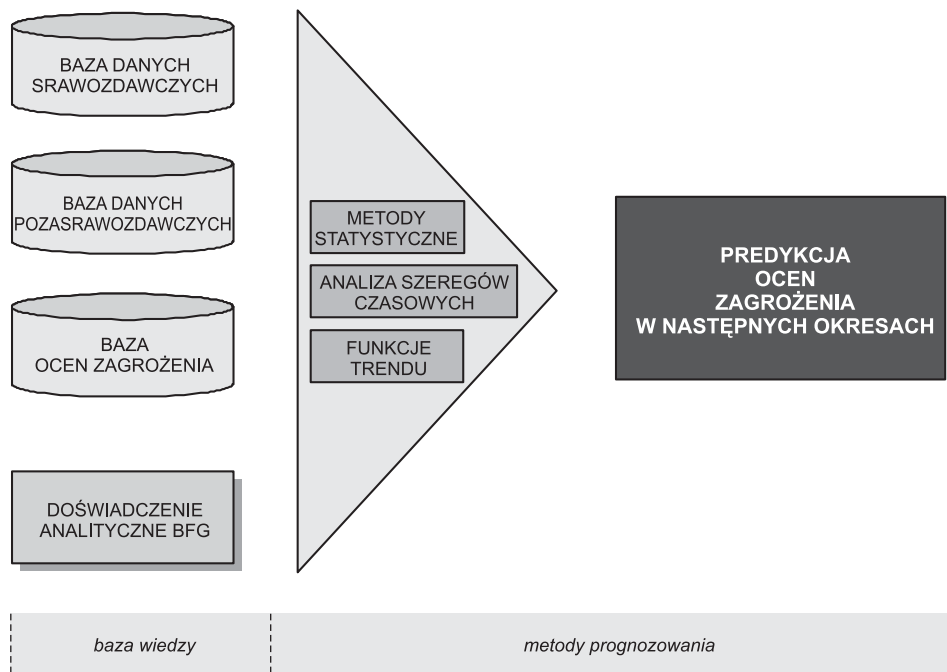 BAZA DANYCH
SRAWOZDAWCZYCH
BAZA DANYCH
POZASRAWOZDAWCZYCH
BAZA
OCEN ZAGROŻENIA
DOŚWIADCZENIE
ANALITYCZNE BFG
METODY
STATYSTYCZNE
ANALIZA SZEREGÓW
CZASOWYCH
FUNKCJE
TRENDU
PREDYKCJA
OCEN
ZAGROŻENIA
W NASTĘPNYCH OKRESACH
baza wiedzy
metody prognozowania